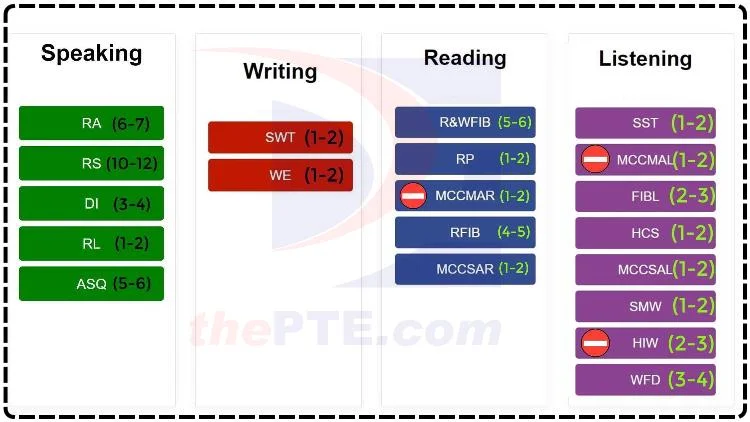 Speaking
RA (6-7)
RS (10-12)
DI (3-4)
RL (1-2)
ASQ (5-6)
Writing
SWT (1-2)
WE (1-2)
Reading
R&WFIB (5-6)
RP (1-2)
MCCMAR (1-2)
RFIB (4-5)
MCCSAR (1-2)
Listening
SST (1-2)
MCCMAL (1-2)
FIBL (2-3)
HCS (1-2)
MCCSAL (1-2)
SMW (1-2)
HIW (2-3)
WFD (3-4)
thePTE.com